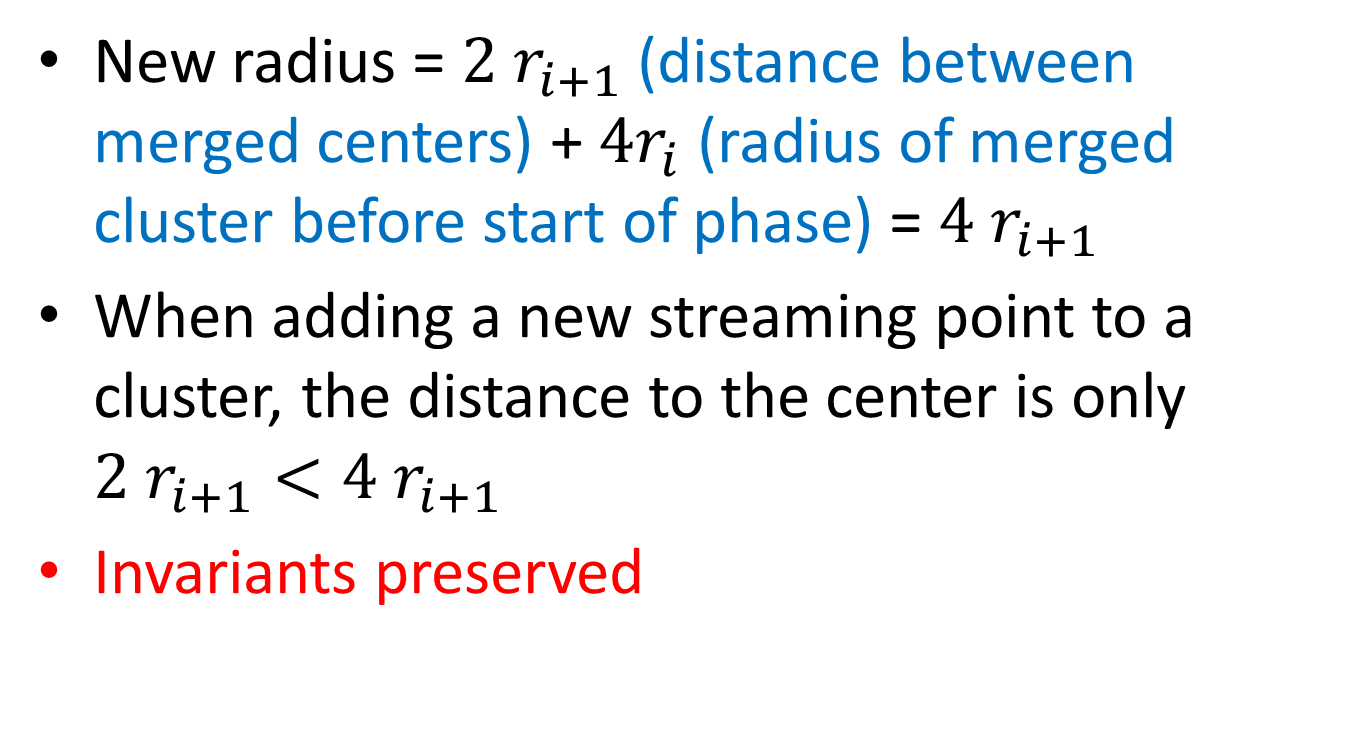 • New radius = 2 r_{i+1} (distance between
merged centers) + 4r_i (radius of merged
cluster before start of phase) = 4 r_{i+1}
• When adding a new streaming point to a
cluster, the distance to the center is only
2 r_{i+1} < 4 r_{i+1}
• Invariants preserved